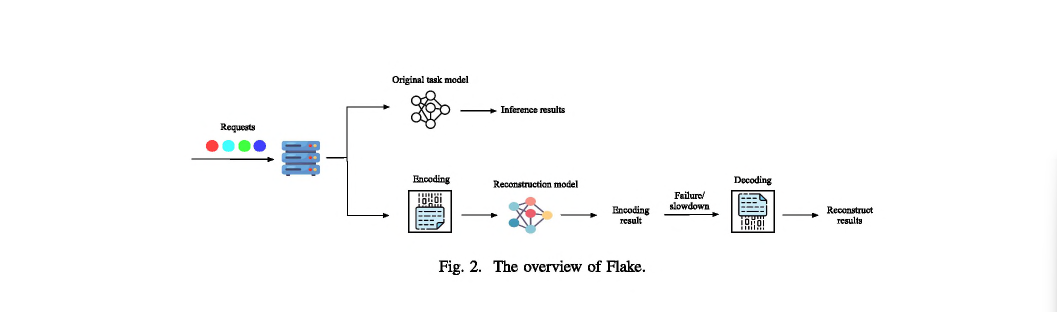 Original task model
Inference results
Requests
Encoding
Reconstruction model
Encoding
result
Failure/
slowdown
Decoding
Reconstruct
results
Fig. 2. The overview of Flake.